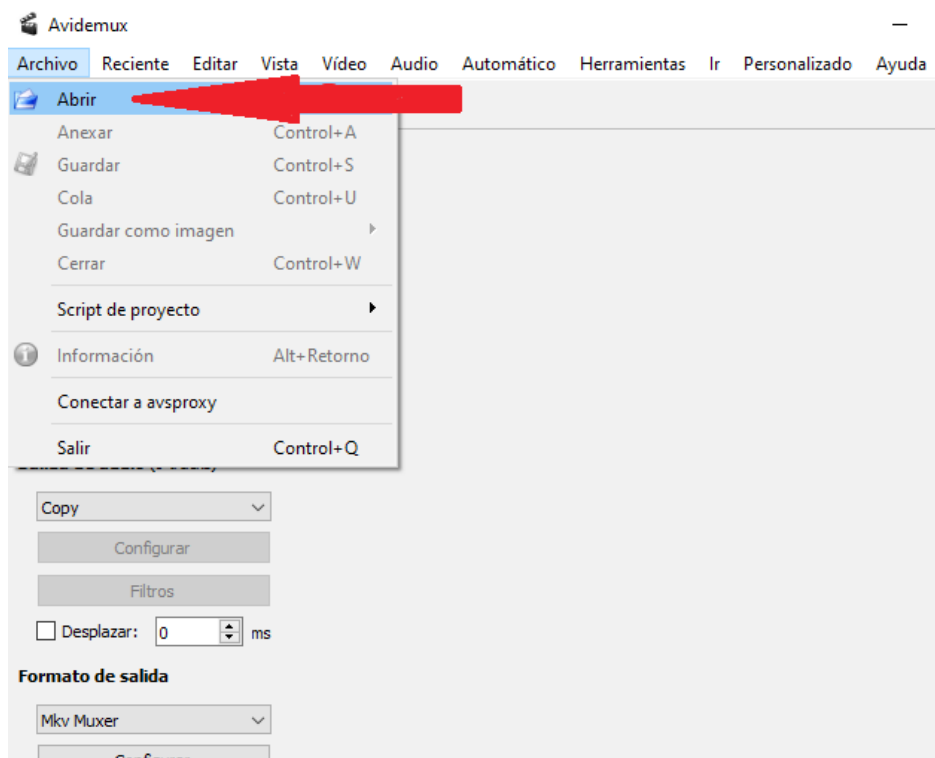 Avidemux
Archivo Reciente Editar Vista Vídeo Audio Automático Herramientas Ir Personalizado Ayuda
Abrir
Anexar Control+A
Guardar Control+S
Cola Control+U
Guardar como imagen
Cerrar Control+W
Script de proyecto
Información Alt+Retorno
Conectar a avsproxy
Salir Control+Q
Copy
Configurar
Filtros
Desplazar: 0 ms
Formato de salida
Mkv Muxer